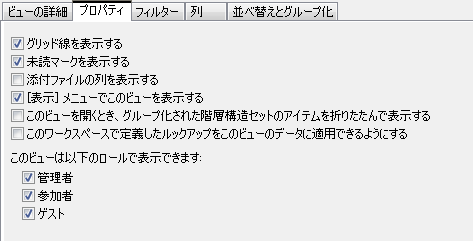 ビューの詳細 プロパティ フィルター 列 並べ替えとグループ化
グリッド線を表示する
未読マークを表示する
添付ファイルの列を表示する
[表示] メニューでこのビューを表示する
このビューを開くとき、グループ化された階層構造セットのアイテムを折りたたんで表示する
このワークスペースで定義したルックアップをこのビューのデータに適用できるようにする
このビューは以下のロールで表示できます:
管理者
参加者
ゲスト